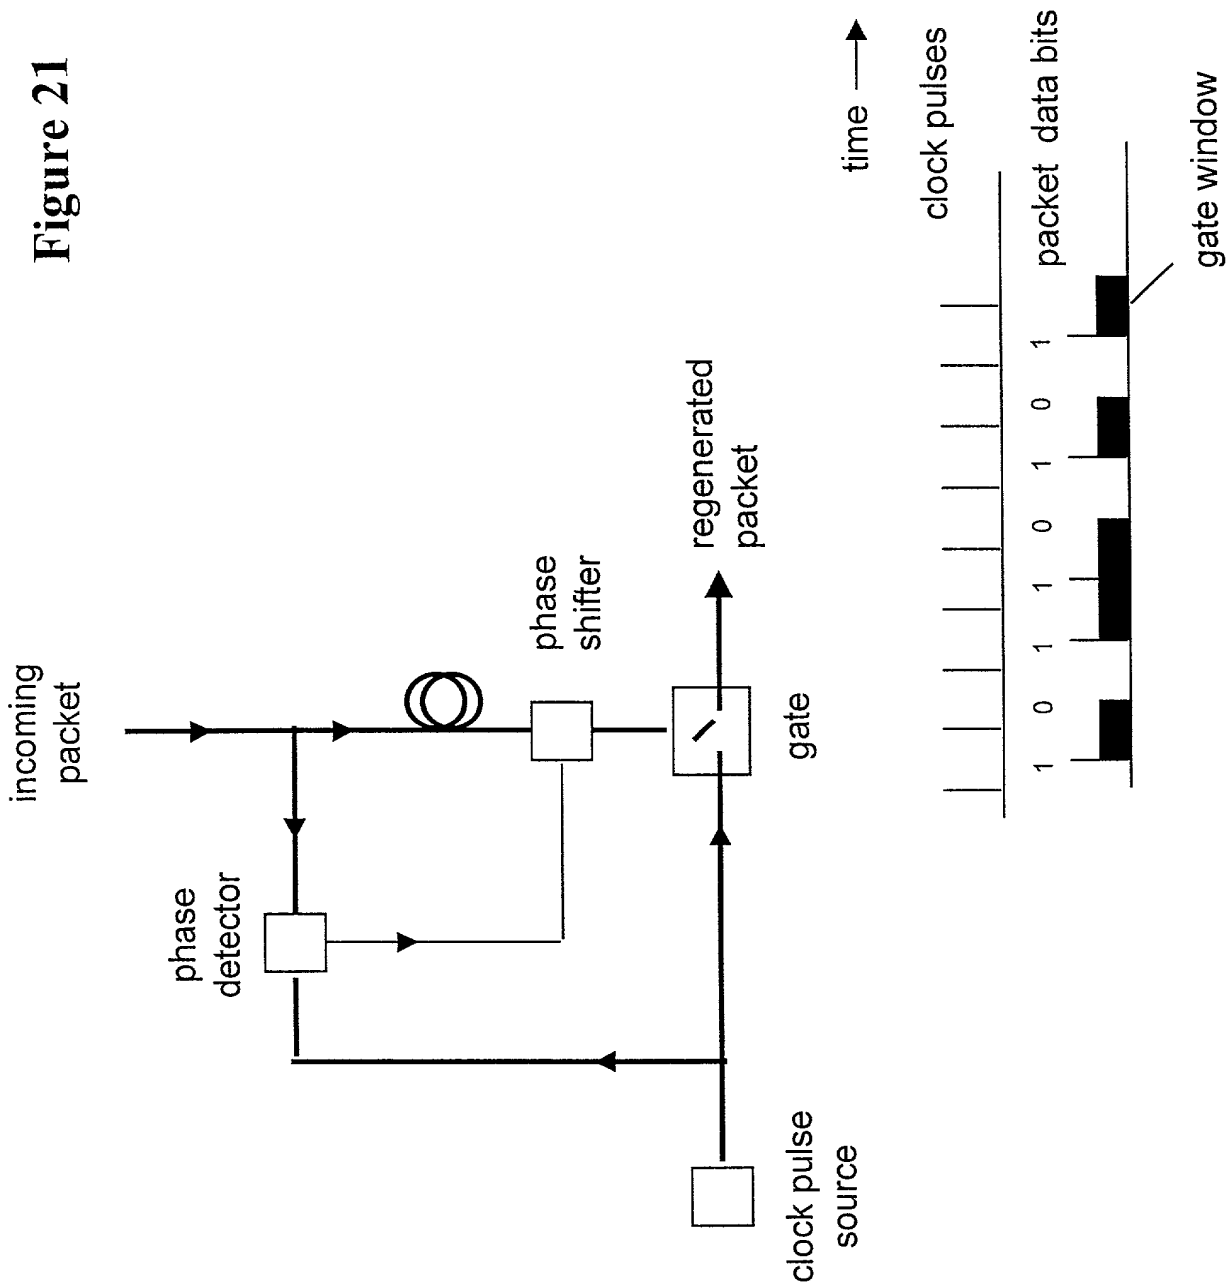 Figure 21
incoming
packet
phase
detector
phase
shifter
clock pulse
source
gate
regenerated
packet
time
clock pulses
1 0 1 1 0 1 0 1
packet data bits
gate window